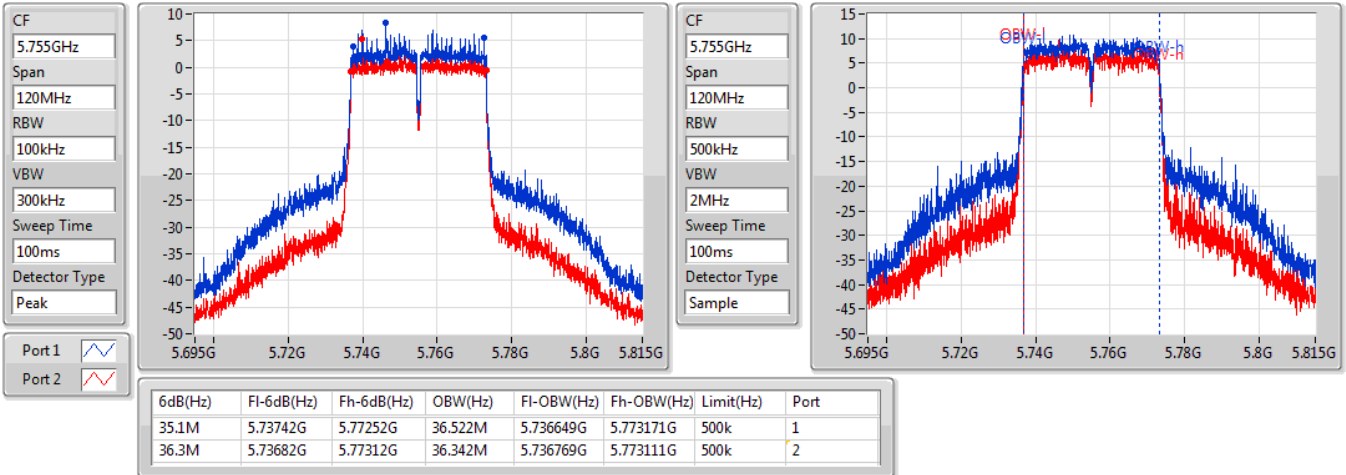 CF
5.755GHz
Span
120MHz
RBW
100kHz
VBW
300kHz
Sweep Time
100ms
Detector Type
Peak
Port 1
Port 2
10
5
0
-5
-10
-15
-20
-25
-30
-35
-40
-45
-50
5.695G 5.72G 5.74G 5.76G 5.78G 5.8G 5.815G
CF
5.755GHz
Span
120MHz
RBW
500kHz
VBW
2MHz
Sweep Time
100ms
Detector Type
Sample
15
10
5
0
-5
-10
-15
-20
-25
-30
-35
-40
-45
-50
OBW-l
OBW-l
OBW-h
OBW-h
5.695G 5.72G 5.74G 5.76G 5.78G 5.8G 5.815G
6dB(Hz) Fl-6dB(Hz) Fh-6dB(Hz) OBW(Hz) Fl-OBW(Hz) Fh-OBW(Hz) Limit(Hz) Port
35.1M 5.73742G 5.77252G 36.522M 5.736649G 5.773171G 500k 1
36.3M 5.73682G 5.77312G 36.342M 5.736769G 5.773111G 500k 2